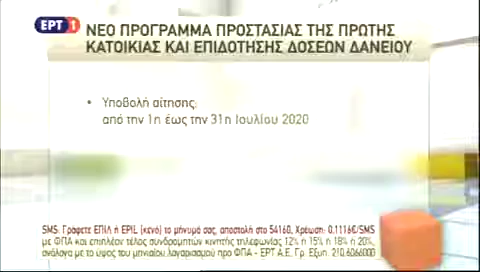 ΕΡΤ1
ΝΕΟ ΠΡΟΓΡΑΜΜΑ ΠΡΟΣΤΑΣΙΑΣ ΤΗΣ ΠΡΩΤΗΣ
ΚΑΤΟΙΚΙΑΣ ΚΑΙ ΕΠΙΔΟΤΗΣΗΣ ΔΟΣΕΩΝ ΔΑΝΕΙΟΥ
• Υποβολή αίτησης:
από την 1η έως την 31η Ιουλίου 2020
SMS: Γράφετε ΕΠΙΛ ή EPIL (κενό) το μήνυμά σας, αποστολή στο 54160, Χρέωση: 0.1116€/SMS
με ΦΠΑ και επιπλέον τέλος συνδρομητών κινητής τηλεφωνίας 12% ή 15% ή 18% ή 20%,
ανάλογα με το ύψος του μηνιαίου λογαριασμού προ ΦΠΑ - ΕΡΤ Α.Ε. Γρ. Εξυπ. 210.6066000